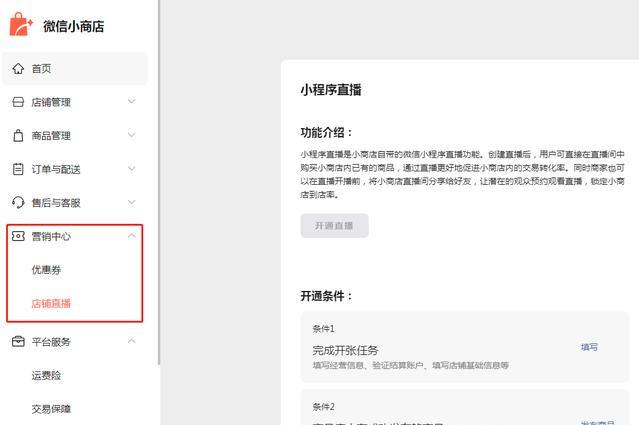 微信小商店
首页
店铺管理
商品管理
订单与配送
售后与客服
营销中心
优惠券
店铺直播
平台服务
运费险
交易保障
小程序直播
功能介绍：
小程序直播是小商店自带的微信小程序直播功能。创建直播后，用户可直接在直播间中
购买小商店内已有的商品，通过直播更好地促进小商店内的交易转化率。同时商家也可
以在直播开播前，将小商店直播间分享给好友，让潜在的观众预约观看直播，锁定小商
店到店率。
开通直播
开通条件：
条件1
完成开张任务
填写
填写经营信息、验证结算账户、填写店铺基础信息等
条件2